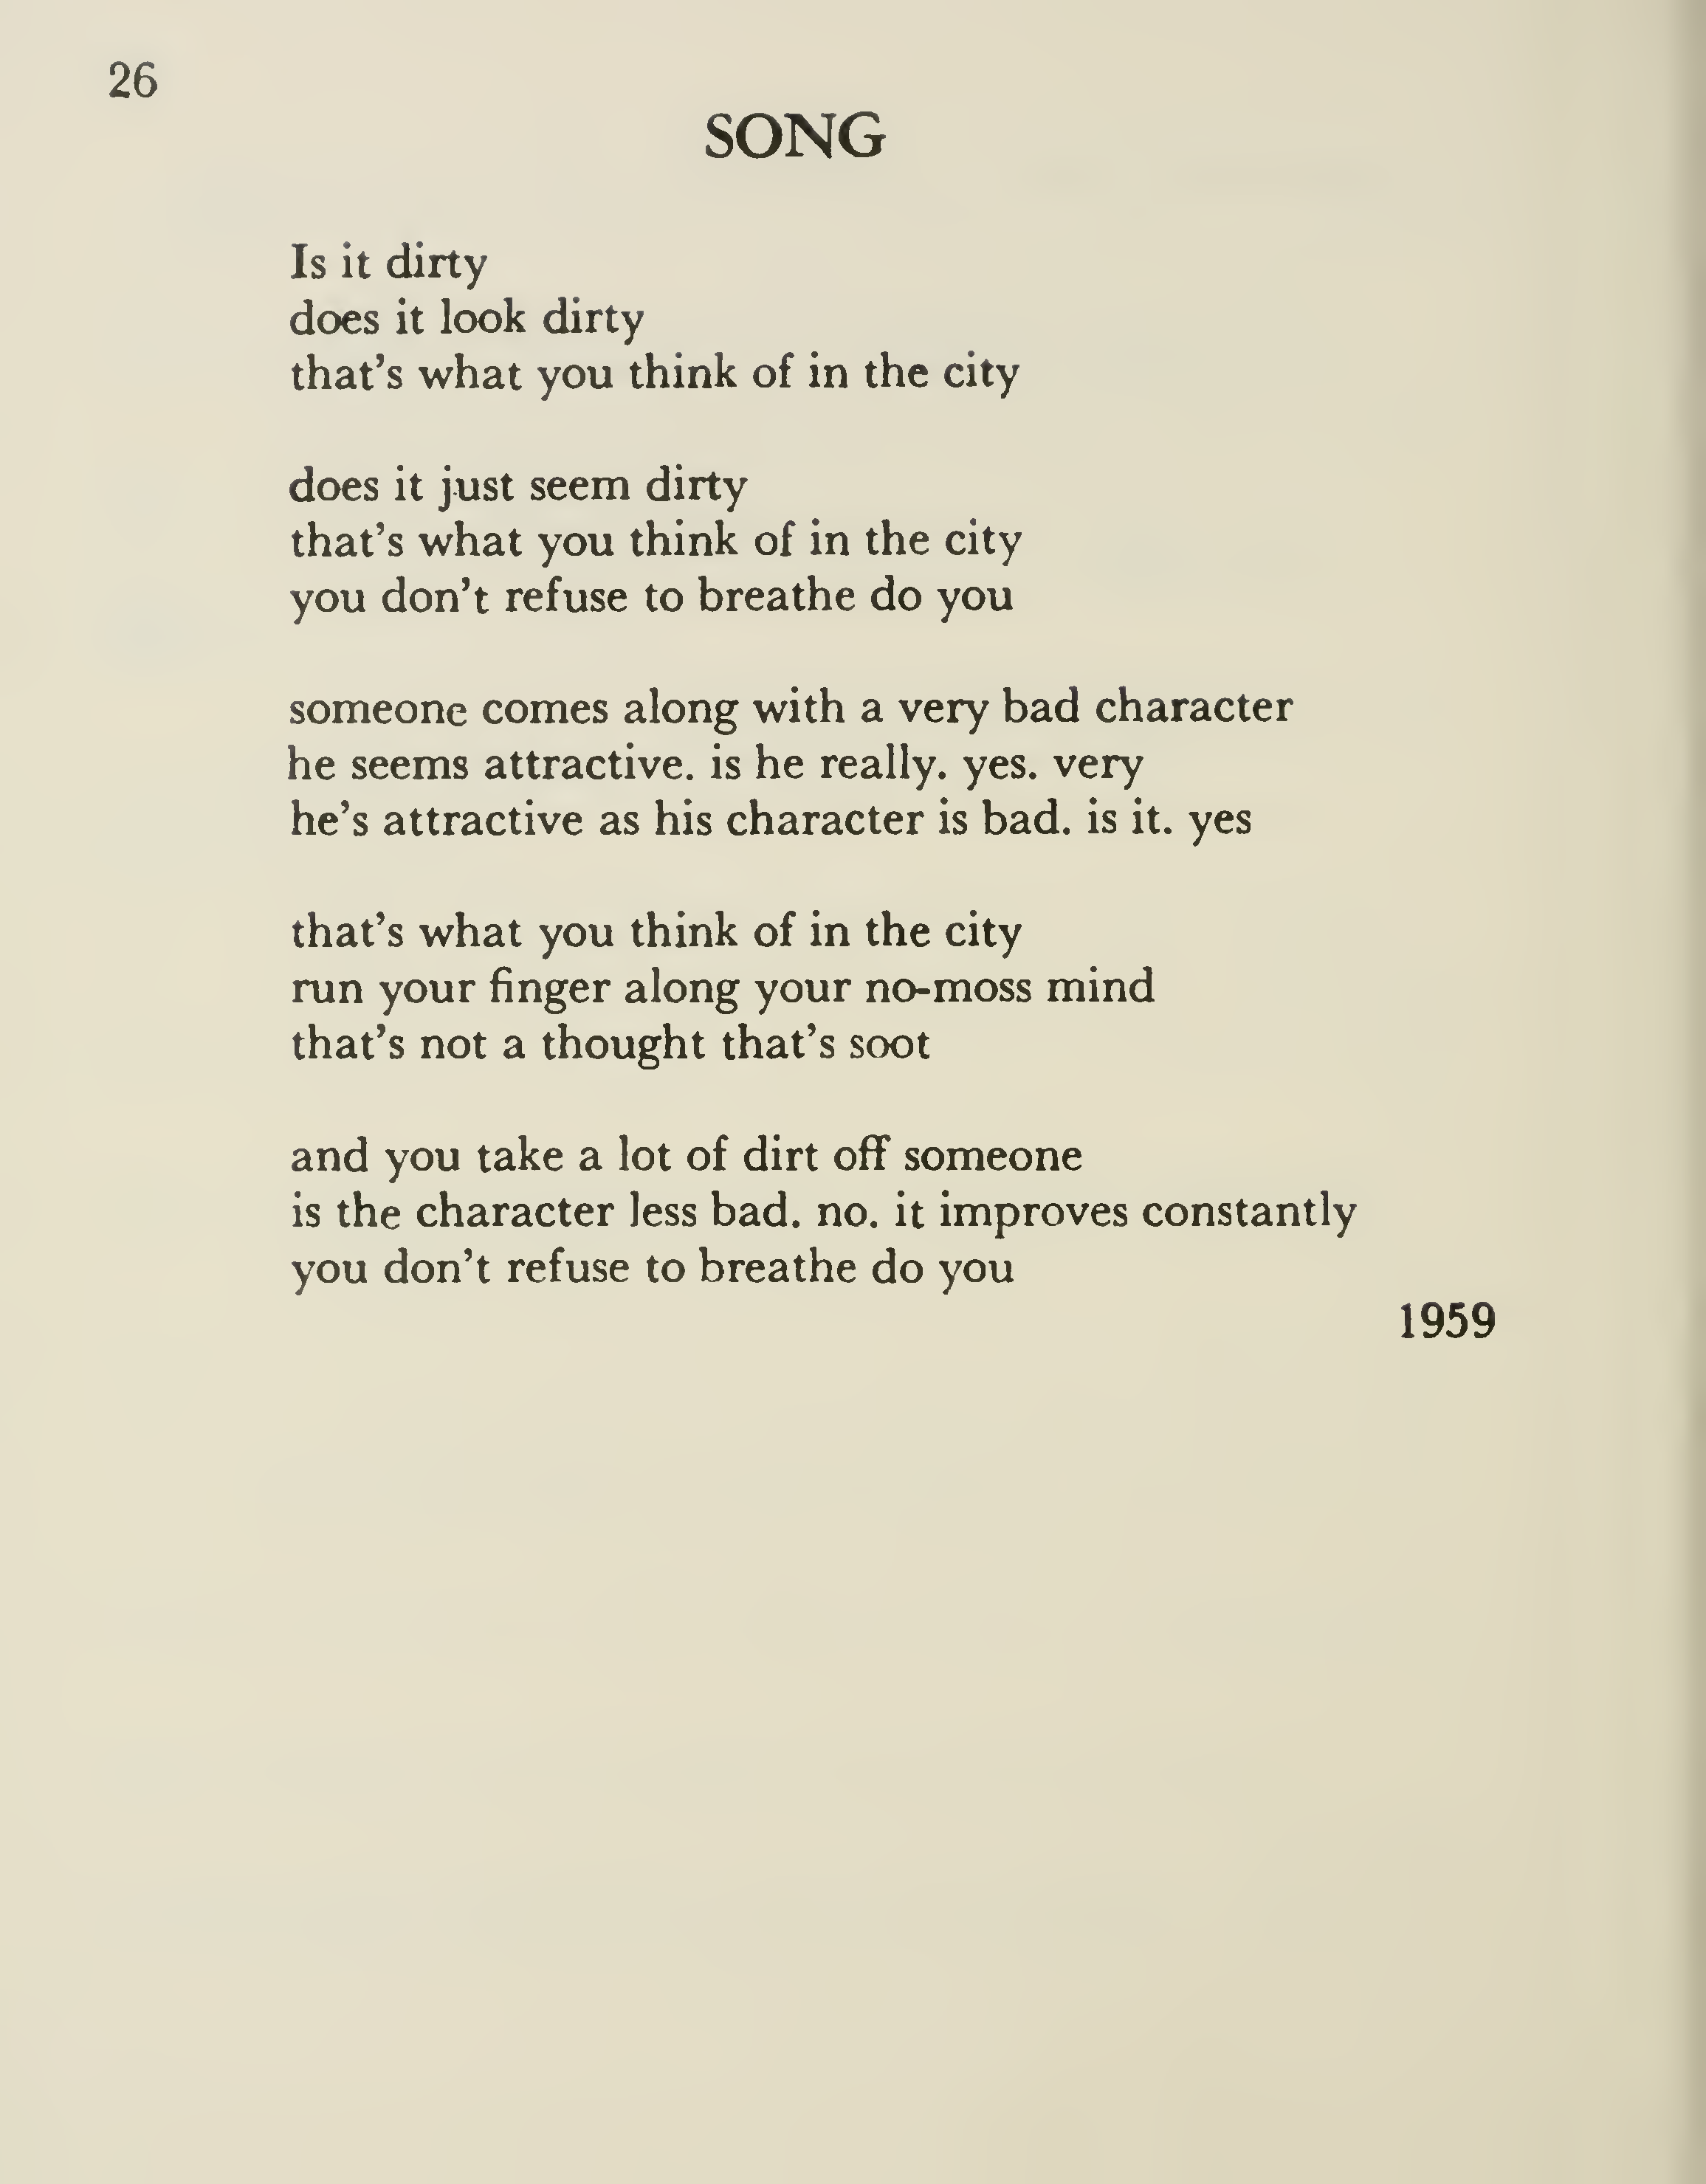 26
SONG
Is it dirty
does it look dirty
that's what you think of in the city
does it just seem dirty
that's what you think of in the city
you don't refuse to breathe do you
someone comes along with a very bad character
he seems attractive. is he really. yes. very
he's attractive as his character is bad. is it. yes
that's what you think of in the city
run your finger along your no-moss mind
that's not a thought that's soot
and you take a lot of dirt off someone
is the character less bad. no. it improves constantly
you don't refuse to breathe do you
1959